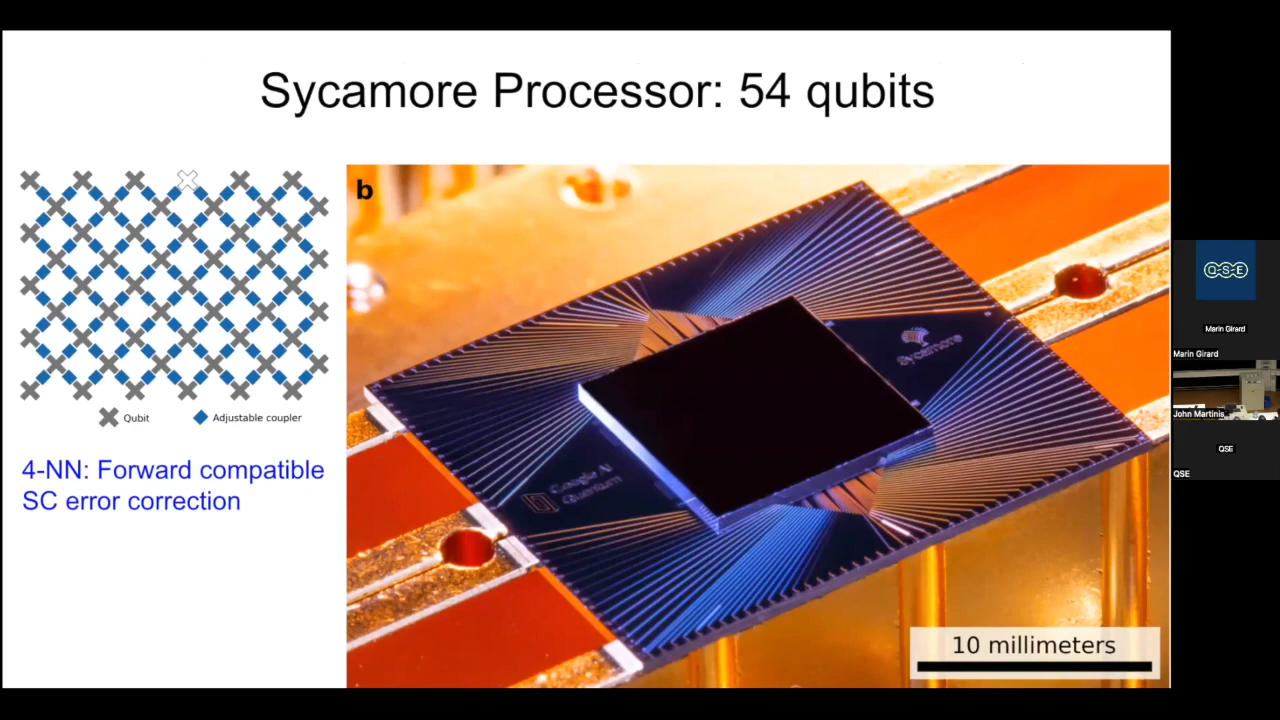 Sycamore Processor: 54 qubits
b
Qubit
Adjustable coupler
4-NN: Forward compatible
SC error correction
Sycamore
Google AI
Quantum
10 millimeters
QSE
Marin Girard
Marin Girard
John Martinis
QSE
QSE